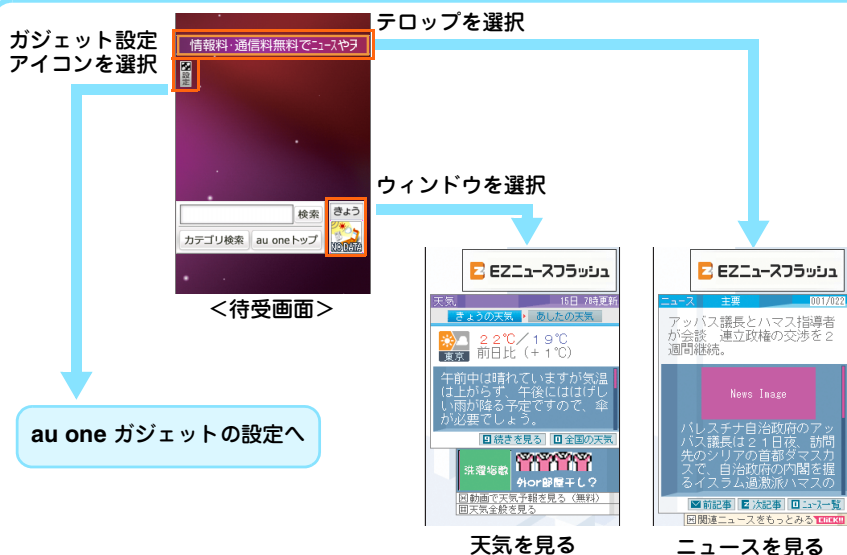 テロップを選択
ガジェット設定
アイコンを選択
情報料・通信料無料でニュースやヲ
設定
ウィンドウを選択
検索
きょう
カテゴリ検索
au oneトップ
NO DATA
<待受画面>
au one ガジェットの設定へ
EZニュースフラッシュ
天気
15日 7時更新
きょうの天気
あしたの天気
東京
22℃/19℃
前日比(+1℃)
午前中は晴れていますが気温
は上がらず、午後にははげし
い雨が降る予定ですので、傘
が必要でしょう。
9続きを見る
0全国の天気
洗濯指数
外or部屋干し?
動画で天気予報を見る(無料)
天気全般を見る
天気を見る
EZニュースフラッシュ
ニュース
主要
001/022
アッバス議長とハマス指導者
が会談 連立政権の交渉を2
週間継続。
News Image
パレスチナ自治政府のアッ
バス議長は21日夜、訪問
先のシリアの首都ダマスカ
スで、自治政府の内閣を握
るイスラム過激派ハマスの
前記事
次記事
0ニュース一覧
関連ニュースをもっとみる
CLICK!!
ニュースを見る